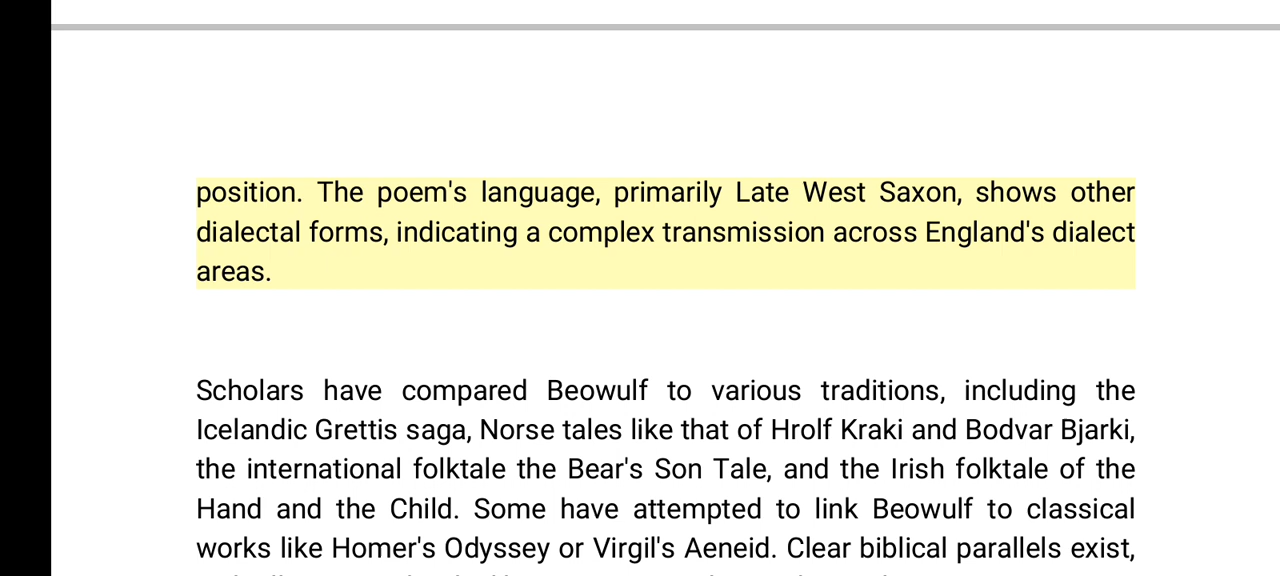 position. The poem's language, primarily Late West Saxon, shows other
dialectal forms, indicating a complex transmission across England's dialect
areas.
Scholars have compared Beowulf to various traditions, including the
Icelandic Grettis saga, Norse tales like that of Hrolf Kraki and Bodvar Bjarki,
the international folktale the Bear's Son Tale, and the Irish folktale of the
Hand and the Child. Some have attempted to link Beowulf to classical
works like Homer's Odyssey or Virgil's Aeneid. Clear biblical parallels exist,